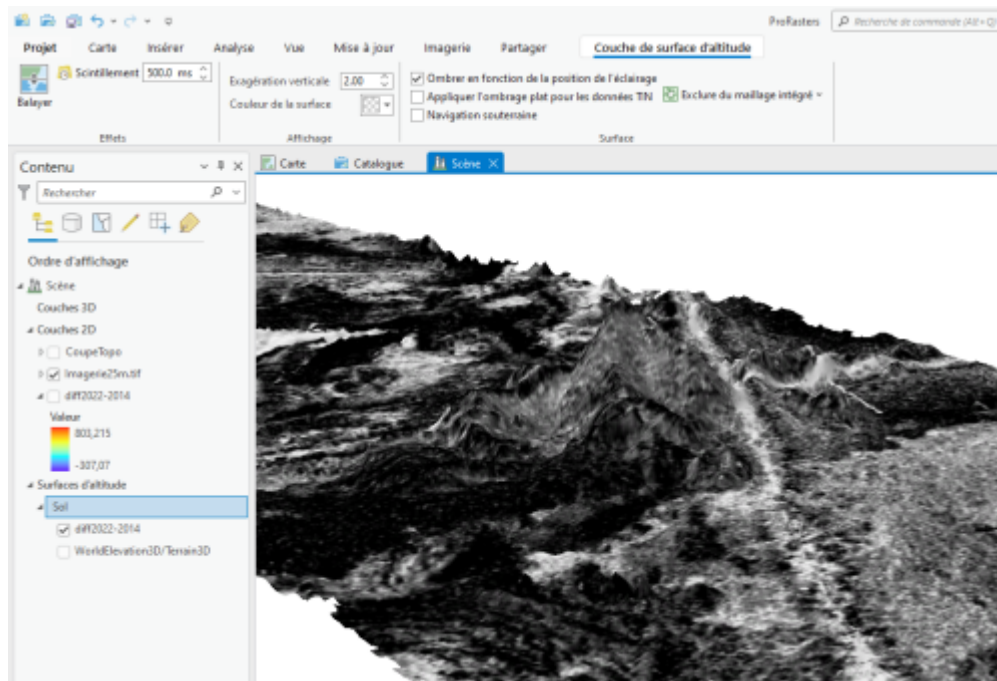 ProRasters
Recherche de commande (Alt+Q)
Projet Carte Insérer Analyse Vue Mise à jour Imagerie Partager Couche de surface d'altitude
Balayer
Scintillement 500.0 ms
Effets
Exagération verticale 2.00
Couleur de la surface
Affichage
Ombrer en fonction de la position de l'éclairage
Appliquer l'ombrage plat pour les données TIN
Navigation souterraine
Exclure du maillage intégré
Surface
Contenu
Carte Catalogue Scène
Rechercher
Ordre d'affichage
Scène
Couches 3D
Couches 2D
CoupeTopo
Imagerie25m.tif
diff2022-2014
Valeur
803,215
-307,07
Surfaces d'altitude
Sol
diff2022-2014
WorldElevation3D/Terrain3D